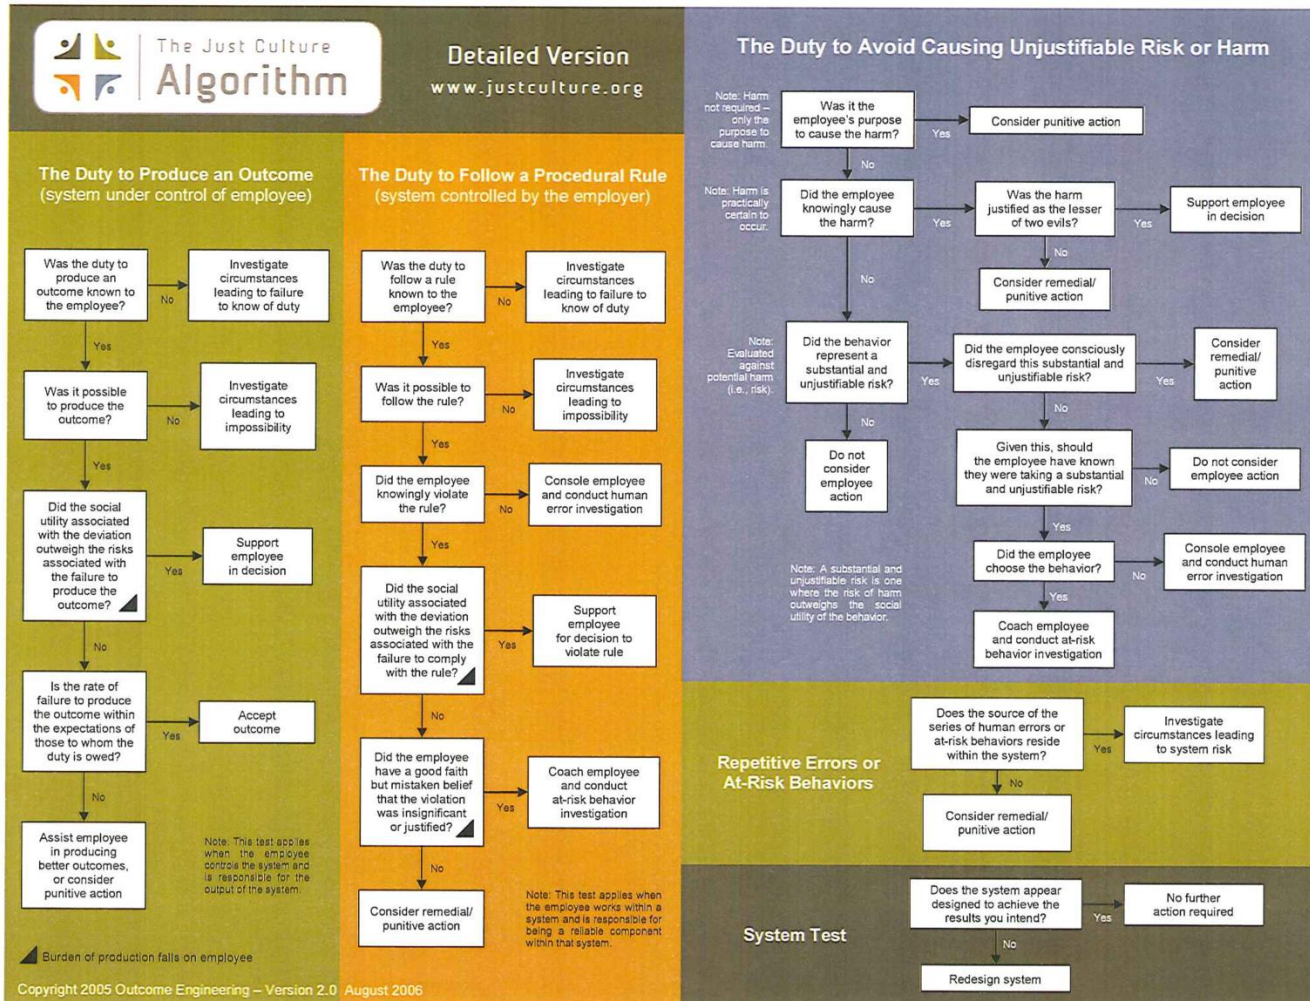 The Just Culture
Algorithm
Detailed Version
www.justculture.org
The Duty to Produce an Outcome
(system under control of employee)
Was the duty to
produce an
outcome known to
the employee?
No
Investigate
circumstances
leading to failure
to know of duty
Yes
Was it possible
to produce the
outcome?
No
Investigate
circumstances
leading to
impossibility
Yes
Did the social
utility associated
with the deviation
outweigh the risks
associated with
the failure to
produce the
outcome?
Yes
Support
employee
in decision
No
Is the rate of
failure to produce
the outcome within
the expectations of
those to whom the
duty is owed?
Yes
Accept
outcome
No
Assist employee
in producing
better outcomes,
or consider
punitive action
Note: This test applies
when the employee
controls the system and
is responsible for the
output of the system.
Burden of production falls on employee
The Duty to Follow a Procedural Rule
(system controlled by the employer)
Was the duty to
follow a rule
known to the
employee?
No
Investigate
circumstances
leading to failure to
know of duty
Yes
Was it possible to
follow the rule?
No
Investigate
circumstances
leading to
impossibility
Yes
Did the employee
knowingly violate
the rule?
No
Console employee
and conduct human
error investigation
Yes
Did the social
utility associated
with the deviation
outweigh the risks
associated with the
failure to comply
with the rule?
Yes
Support
employee
for decision to
violate rule
No
Did the employee
have a good faith
but mistaken belief
that the violation
was insignificant
or justified?
Yes
Coach employee
and conduct
at-risk behavior
investigation
No
Consider remedial/
punitive action
Note: This test applies when
the employee works within a
system and is responsible for
being a reliable component
within that system.
Copyright 2005 Outcome Engineering – Version 2.0 August 2006
The Duty to Avoid Causing Unjustifiable Risk or Harm
Note: Harm
not required –
only the
purpose to
cause harm.
Was it the
employee's purpose
to cause the harm?
Yes
Consider punitive action
No
Note: Harm is
practically
certain to
occur.
Did the employee
knowingly cause
the harm?
Yes
Was the harm
justified as the lesser
of two evils?
Yes
Support employee
in decision
No
Consider remedial/
punitive action
No
Note:
Evaluated
against
potential harm
(i.e., risk).
Did the behavior
represent a
substantial and
unjustifiable risk?
Yes
Did the employee consciously
disregard this substantial and
unjustifiable risk?
Yes
Consider
remedial/
punitive
action
No
Do not
consider
employee
action
No
Given this, should
the employee have known
they were taking a substantial
and unjustifiable risk?
No
Do not consider
employee action
Yes
Did the employee
choose the behavior?
No
Console employee
and conduct human
error investigation
Yes
Coach employee
and conduct at-risk
behavior investigation
Note: A substantial and
unjustifiable risk is one
where the risk of harm
outweighs the social
utility of the behavior.
Repetitive Errors or
At-Risk Behaviors
Does the source of the
series of human errors or
at-risk behaviors reside
within the system?
Yes
Investigate
circumstances leading
to system risk
No
Consider remedial/
punitive action
System Test
Does the system appear
designed to achieve the
results you intend?
Yes
No further
action required
No
Redesign system